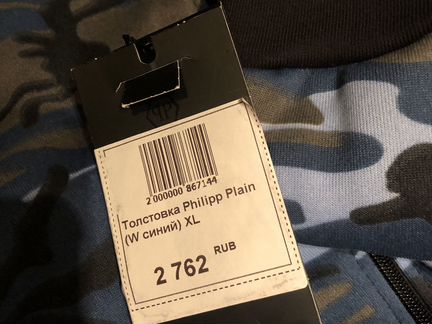 2 000000 867144
Толстовка Philipp Plain
(W синий) XL
2 762 RUB